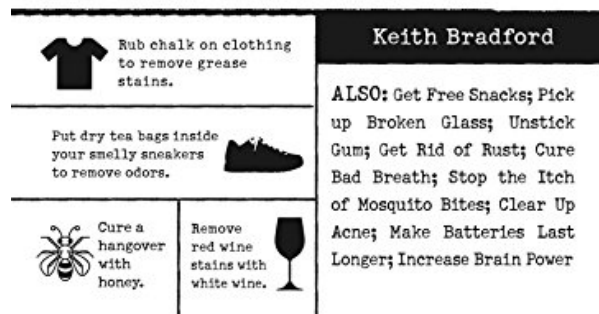 Rub chalk on clothing
to remove grease
stains.
Put dry tea bags inside
your smelly sneakers
to remove odors.
Cure a
hangover
with
honey.
Remove
red wine
stains with
white wine.
Keith Bradford
ALSO: Get Free Snacks; Pick
up Broken Glass; Unstick
Gum; Get Rid of Rust; Cure
Bad Breath; Stop the Itch
of Mosquito Bites; Clear Up
Acne; Make Batteries Last
Longer; Increase Brain Power